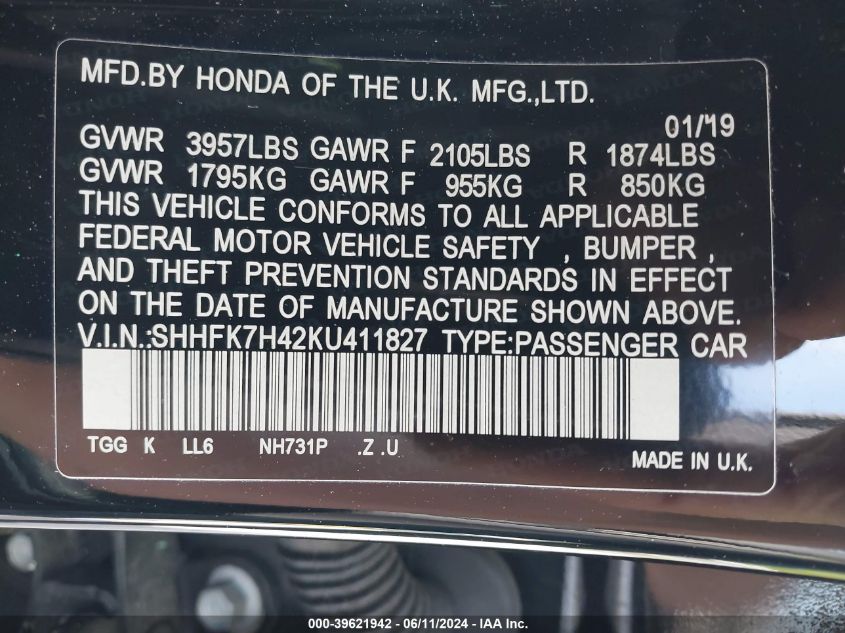 MFD.BY HONDA OF THE U.K. MFG.,LTD.
01/19
GVWR 3957LBS GAWR F 2105LBS R 1874LBS
GVWR 1795KG GAWR F 955KG R 850KG
THIS VEHICLE CONFORMS TO ALL APPLICABLE
FEDERAL MOTOR VEHICLE SAFETY , BUMPER ,
AND THEFT PREVENTION STANDARDS IN EFFECT
ON THE DATE OF MANUFACTURE SHOWN ABOVE.
V.I.N.:SHHFK7H42KU411827 TYPE:PASSENGER CAR
TGG K LL6 NH731P .Z .U
MADE IN U.K.
000-39621942 - 06/11/2024 - IAA Inc.